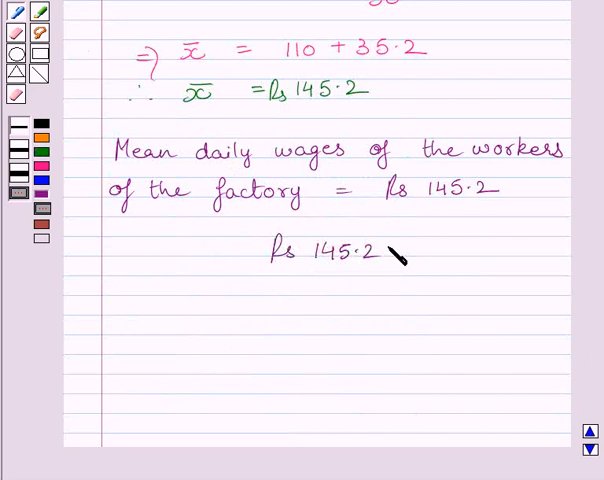 ⇒ x̄ = 110 + 35.2
∴ x̄ = Rs 145.2
Mean daily wages of the workers
of the factory = Rs 145.2
Rs 145.2